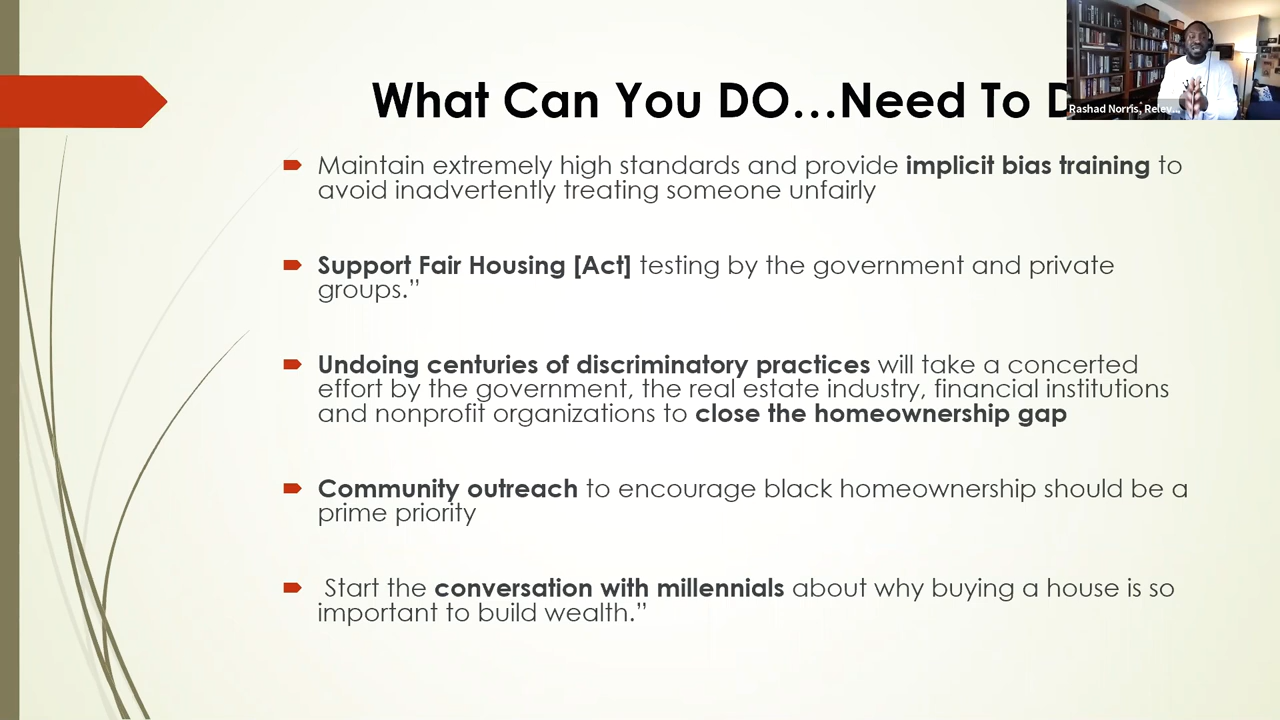 What Can You DO…Need To D
Rashad Norris, Relev...
Maintain extremely high standards and provide implicit bias training to
avoid inadvertently treating someone unfairly
Support Fair Housing [Act] testing by the government and private
groups.”
Undoing centuries of discriminatory practices will take a concerted
effort by the government, the real estate industry, financial institutions
and nonprofit organizations to close the homeownership gap
Community outreach to encourage black homeownership should be a
prime priority
Start the conversation with millennials about why buying a house is so
important to build wealth.”